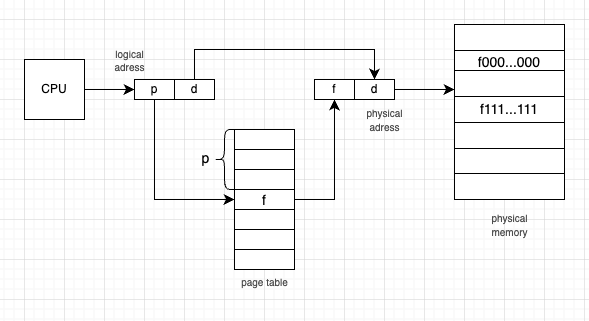 logical
adress
CPU
p
d
f
d
physical
adress
p
f
page table
f000...000
f111...111
physical
memory